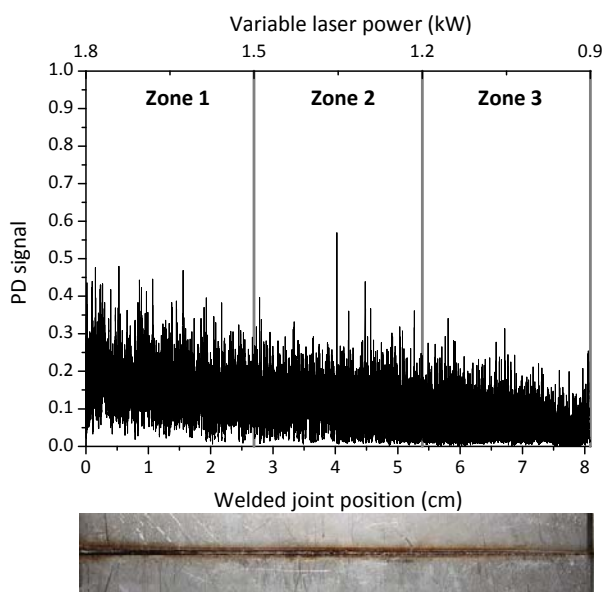 Variable laser power (kW)
1.8 1.5 1.2 0.9
Zone 1 Zone 2 Zone 3
PD signal
1.0
0.9
0.8
0.7
0.6
0.5
0.4
0.3
0.2
0.1
0.0
0 1 2 3 4 5 6 7 8
Welded joint position (cm)